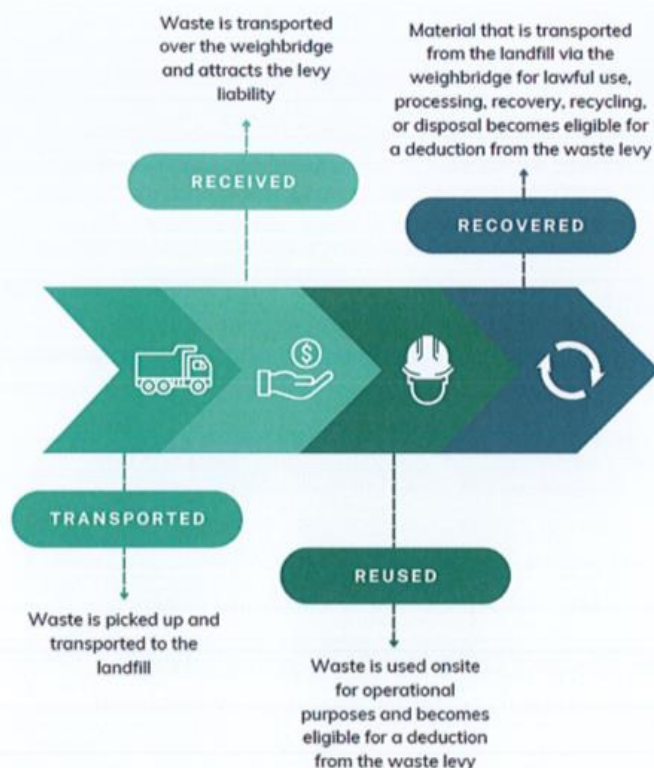 Waste is transported
over the weighbridge
and attracts the levy
liability
RECEIVED
Material that is transported
from the landfill via the
weighbridge for lawful use,
processing, recovery, recycling,
or disposal becomes eligible for
a deduction from the waste levy
RECOVERED
$
TRANSPORTED
Waste is picked up and
transported to the
landfill
REUSED
Waste is used onsite
for operational
purposes and becomes
eligible for a deduction
from the waste levy